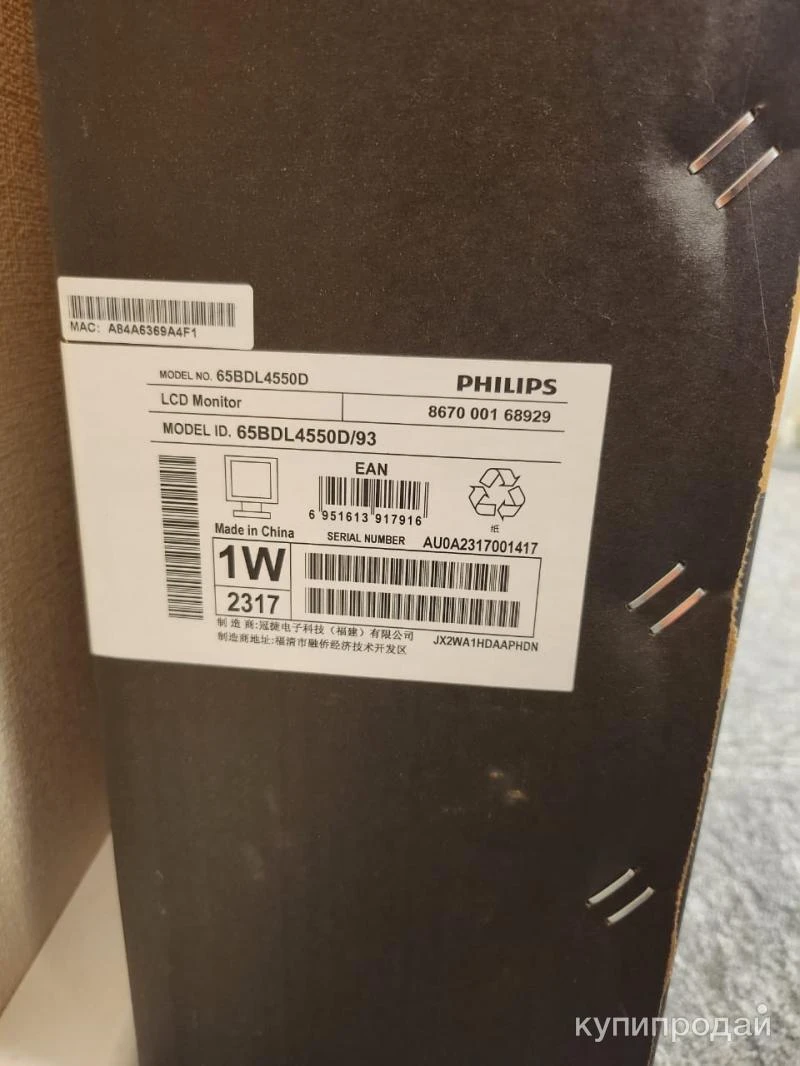 MAC: A84A6369A4F1
MODEL NO. 65BDL4550D
PHILIPS
LCD Monitor
8670 001 68929
MODEL ID. 65BDL4550D/93
EAN
6 951613 917916
纸
Made in China
SERIAL NUMBER AU0A2317001417
1W
2317
制 造 商:冠捷电子科技（福建）有限公司
制造商地址:福清市融侨经济技术开发区
JX2WA1HDAAPHDN
купипродай